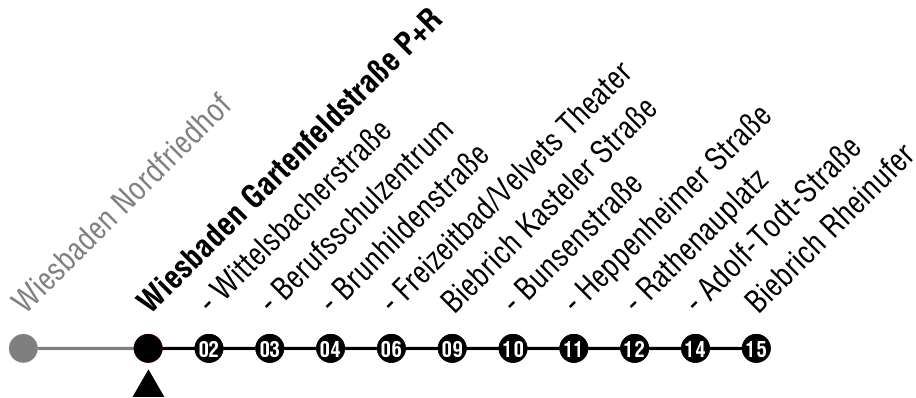 Wiesbaden Nordfriedhof
Wiesbaden Gartenfeldstraße P+R
- Wittelsbacherstraße
- Berufsschulzentrum
- Brunhildenstraße
- Freizeitbad/Velvets Theater
Biebrich Kasteler Straße
- Bunsenstraße
- Heppenheimer Straße
- Rathenauplatz
- Adolf-Todt-Straße
Biebrich Rheinufer
02 03 04 06 09 10 11 12 14 15